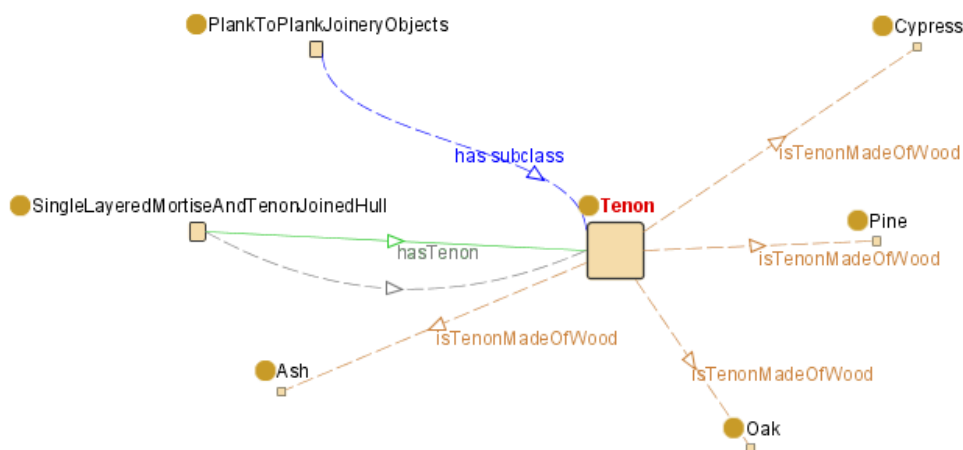 PlankToPlankJoineryObjects
Cypress
has subclass
isTenonMadeOfWood
SingleLayeredMortiseAndTenonJoinedHull
Tenon
Pine
hasTenon
isTenonMadeOfWood
isTenonMadeOfWood
Ash
isTenonMadeOfWood
Oak